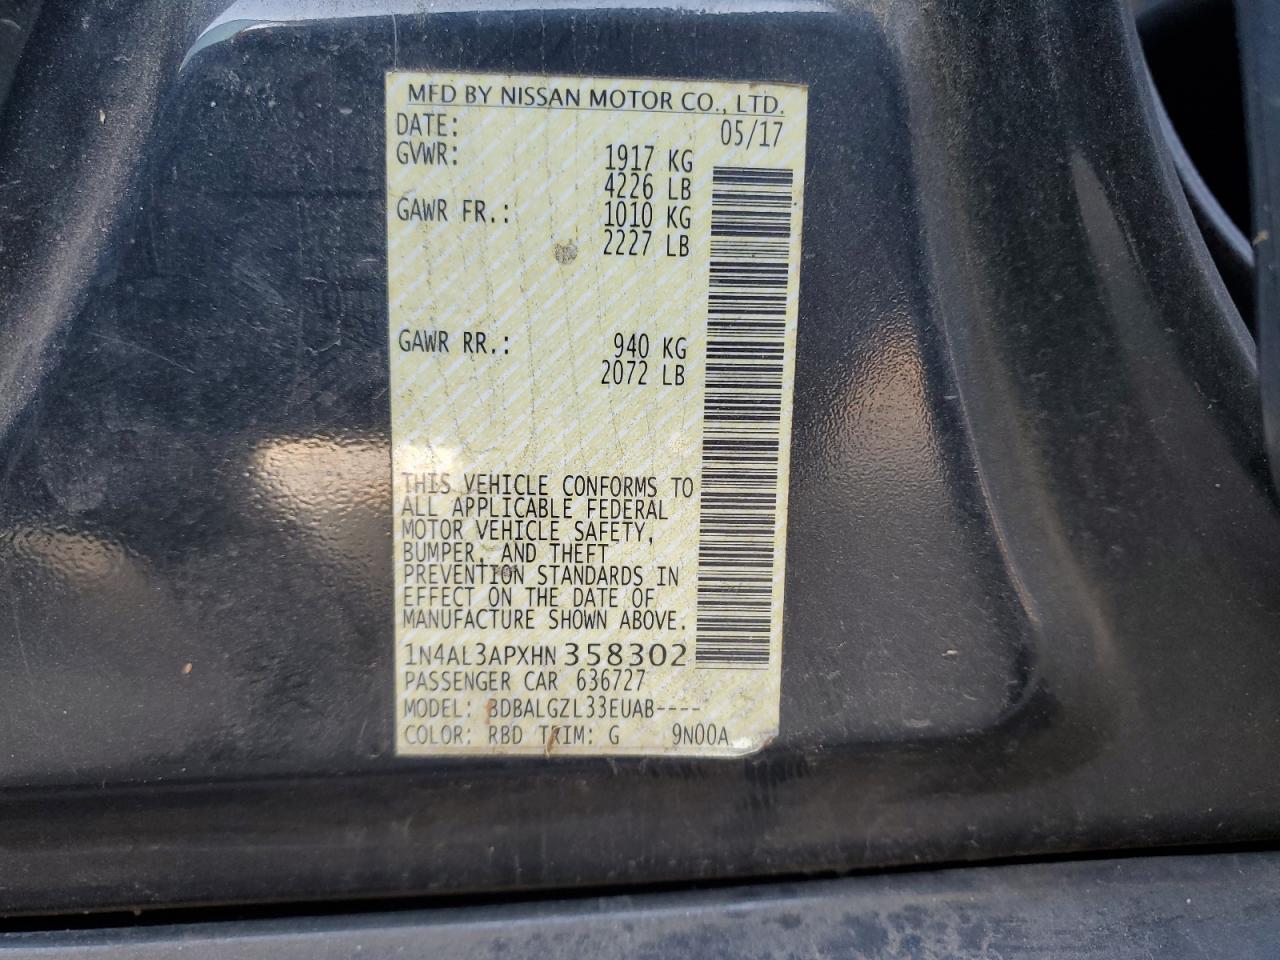 MFD BY NISSAN MOTOR CO., LTD.
DATE: 05/17
GVWR: 1917 KG
4226 LB
GAWR FR.: 1010 KG
2227 LB
GAWR RR.: 940 KG
2072 LB
THIS VEHICLE CONFORMS TO
ALL APPLICABLE FEDERAL
MOTOR VEHICLE SAFETY,
BUMPER, AND THEFT
PREVENTION STANDARDS IN
EFFECT ON THE DATE OF
MANUFACTURE SHOWN ABOVE.
1N4AL3APXHN358302
PASSENGER CAR 636727
MODEL: BDBALGZL33EUAB----
COLOR: RBD TRIM: G 9N00A